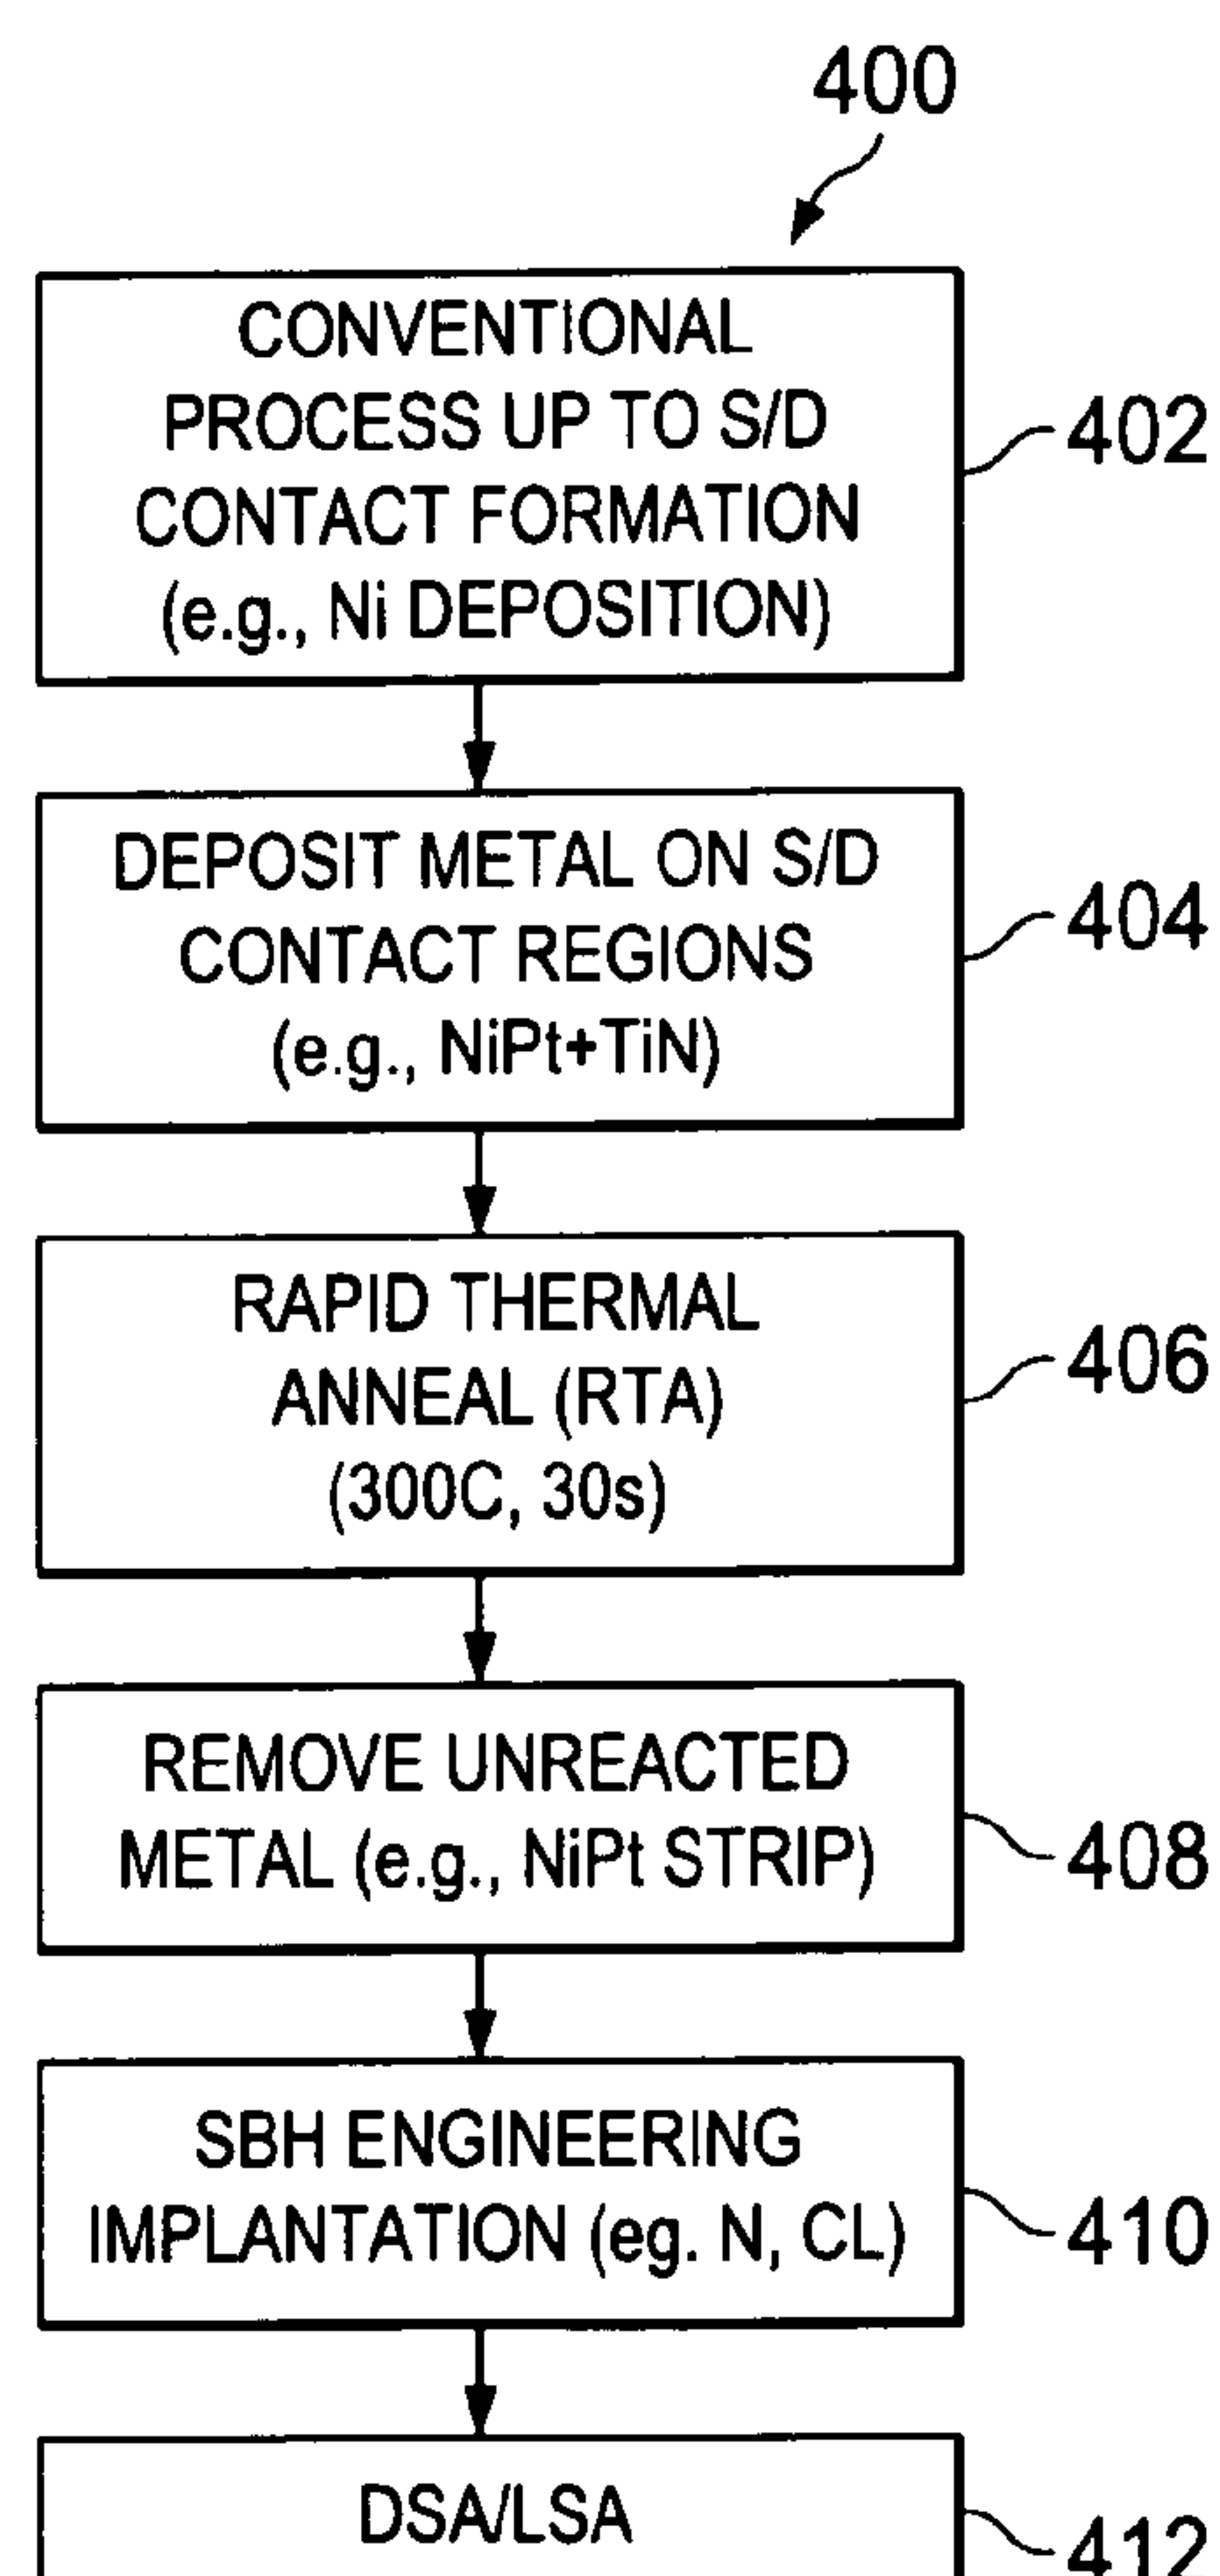 400
CONVENTIONAL
PROCESS UP TO S/D
CONTACT FORMATION
(e.g., Ni DEPOSITION)
402
DEPOSIT METAL ON S/D
CONTACT REGIONS
(e.g., NiPt+TiN)
404
RAPID THERMAL
ANNEAL (RTA)
(300C, 30s)
406
REMOVE UNREACTED
METAL (e.g., NiPt STRIP)
408
SBH ENGINEERING
IMPLANTATION (eg. N, CL)
410
DSA/LSA
412